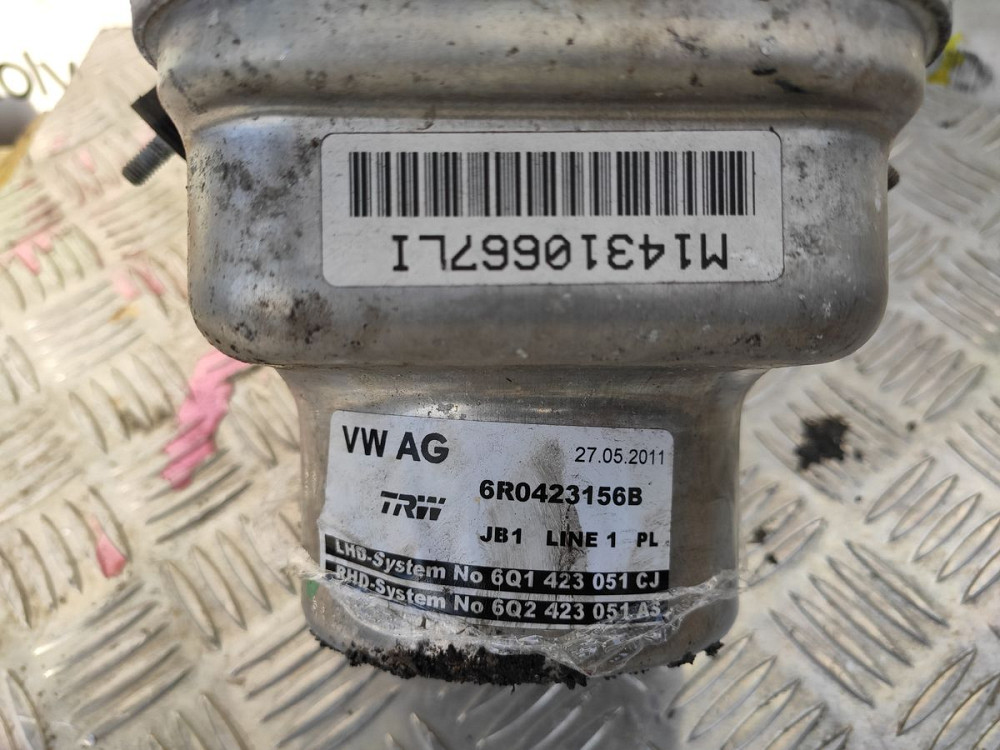 M14310667LI
VW AG 27.05.2011
TRW 6R0423156B
JB1 LINE 1 PL
LHD-System No 6Q1 423 051 CJ
RHD-System No 6Q2 423 051 AS